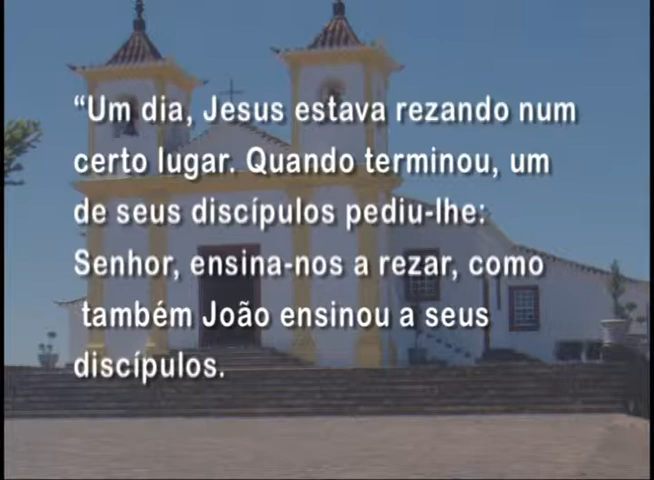 “Um dia, Jesus estava rezando num
certo lugar. Quando terminou, um
de seus discípulos pediu-lhe:
Senhor, ensina-nos a rezar, como
também João ensinou a seus
discípulos.